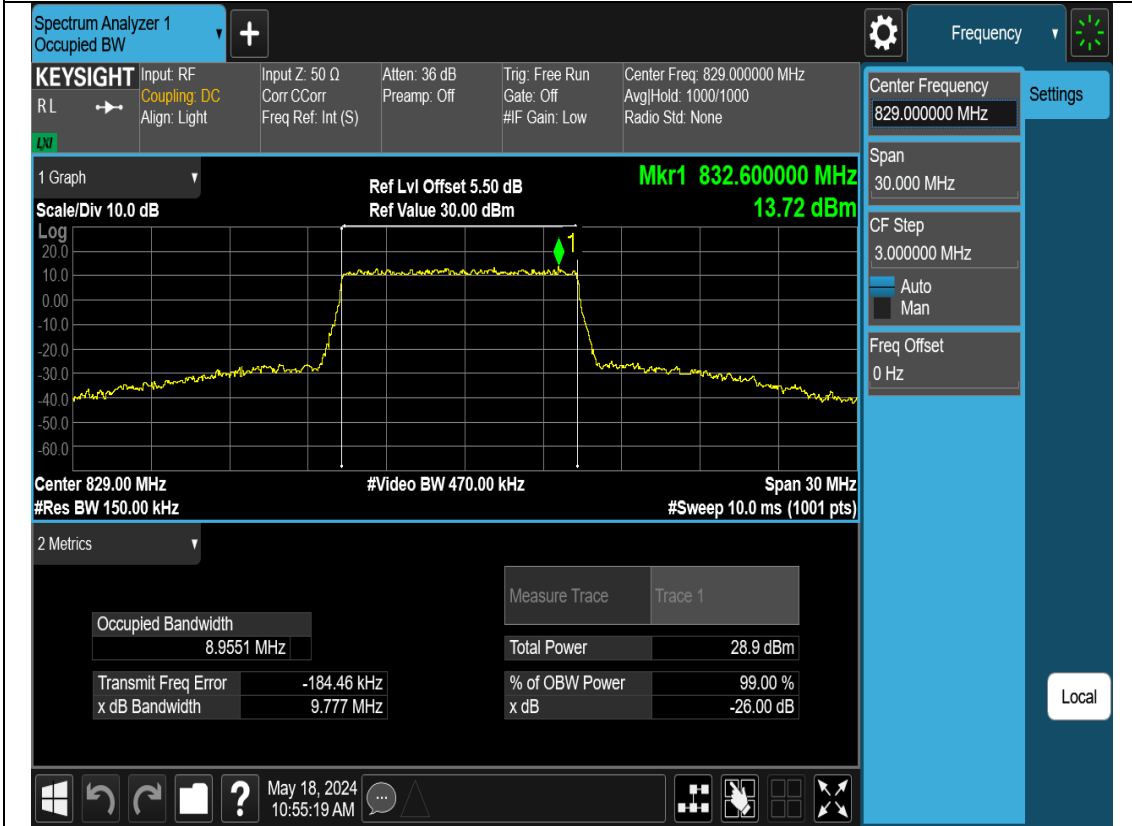 Spectrum Analyzer 1
Occupied BW
+
Frequency
KEYSIGHT
R L
LXI
Input: RF
Coupling: DC
Align: Light
Input Z: 50 Ω
Corr CCorr
Freq Ref: Int (S)
Atten: 36 dB
Preamp: Off
Trig: Free Run
Gate: Off
#IF Gain: Low
Center Freq: 829.000000 MHz
Avg|Hold: 1000/1000
Radio Std: None
Center Frequency
829.000000 MHz
Settings
Span
30.000 MHz
CF Step
3.000000 MHz
Auto
Man
Freq Offset
0 Hz
Local
1 Graph
Scale/Div 10.0 dB
Ref Lvl Offset 5.50 dB
Ref Value 30.00 dBm
Mkr1 832.600000 MHz
13.72 dBm
Log
1
20.0
10.0
0.00
-10.0
-20.0
-30.0
-40.0
-50.0
-60.0
Center 829.00 MHz
#Video BW 470.00 kHz
Span 30 MHz
#Res BW 150.00 kHz
#Sweep 10.0 ms (1001 pts)
2 Metrics
Measure Trace Trace 1
Occupied Bandwidth
8.9551 MHz
Total Power 28.9 dBm
Transmit Freq Error -184.46 kHz
% of OBW Power 99.00 %
x dB Bandwidth 9.777 MHz
x dB -26.00 dB
?
May 18, 2024
10:55:19 AM